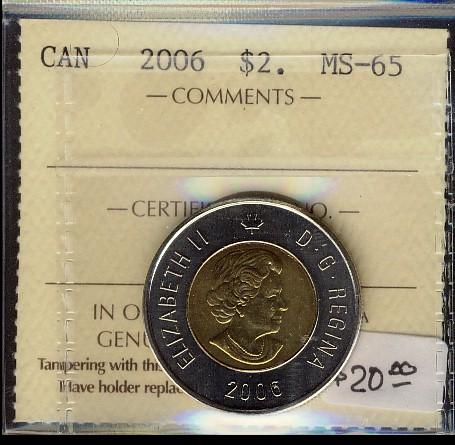 CAN 2006 $2. MS-65
— COMMENTS —
— CERTIF O. —
ELIZABETH II D·G·REGINA
2006
IN O A
GENU
Tampering with thi
Have holder replac
$20.00